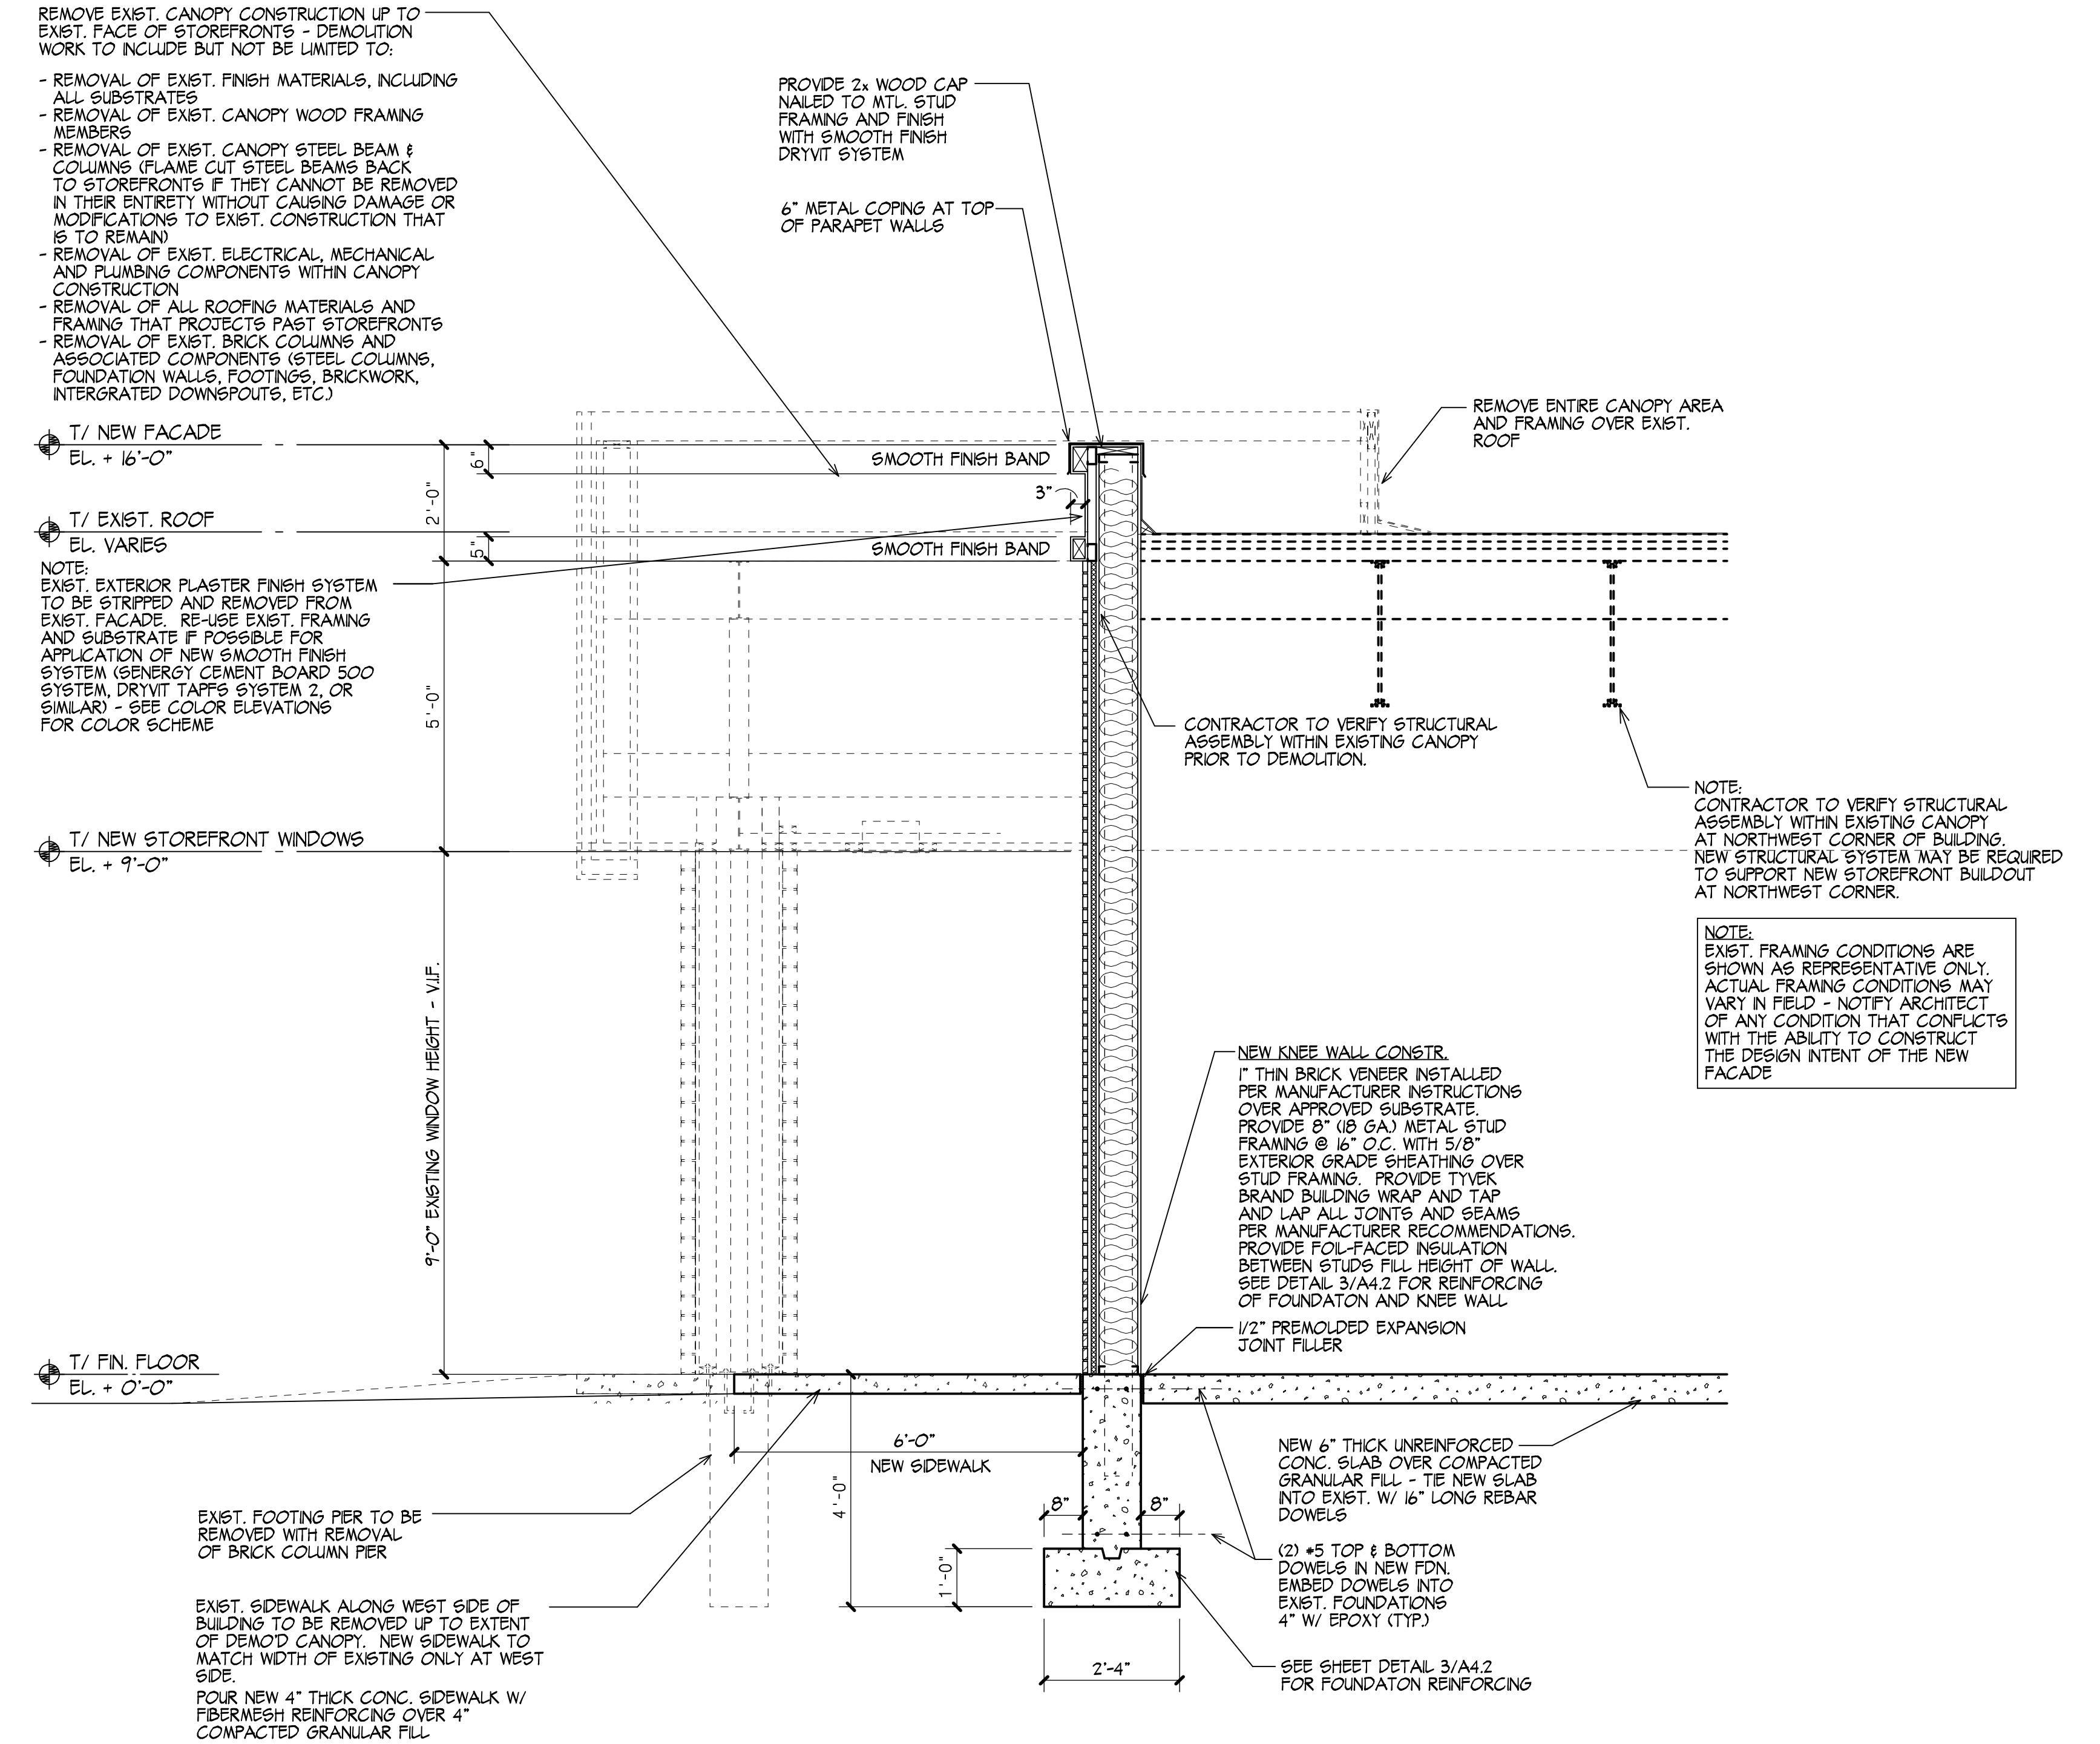 REMOVE EXIST. CANOPY CONSTRUCTION UP TO
EXIST. FACE OF STOREFRONTS - DEMOLITION
WORK TO INCLUDE BUT NOT BE LIMITED TO:
- REMOVAL OF EXIST. FINISH MATERIALS, INCLUDING
ALL SUBSTRATES
- REMOVAL OF EXIST. CANOPY WOOD FRAMING
MEMBERS
- REMOVAL OF EXIST. CANOPY STEEL BEAM &
COLUMNS (FLAME CUT STEEL BEAMS BACK
TO STOREFRONTS IF THEY CANNOT BE REMOVED
IN THEIR ENTIRETY WITHOUT CAUSING DAMAGE OR
MODIFICATIONS TO EXIST. CONSTRUCTION THAT
IS TO REMAIN)
- REMOVAL OF EXIST. ELECTRICAL, MECHANICAL
AND PLUMBING COMPONENTS WITHIN CANOPY
CONSTRUCTION
- REMOVAL OF ALL ROOFING MATERIALS AND
FRAMING THAT PROJECTS PAST STOREFRONTS
- REMOVAL OF EXIST. BRICK COLUMNS AND
ASSOCIATED COMPONENTS (STEEL COLUMNS,
FOUNDATION WALLS, FOOTINGS, BRICKWORK,
INTERGRATED DOWNSPOUTS, ETC.)
PROVIDE 2x WOOD CAP
NAILED TO MTL. STUD
FRAMING AND FINISH
WITH SMOOTH FINISH
DRYVIT SYSTEM
6" METAL COPING AT TOP
OF PARAPET WALLS
REMOVE ENTIRE CANOPY AREA
AND FRAMING OVER EXIST.
ROOF
T/ NEW FACADE
EL. + 16'-0"
6"
SMOOTH FINISH BAND
3"
2'-0"
T/ EXIST. ROOF
EL. VARIES
5"
SMOOTH FINISH BAND
NOTE:
EXIST. EXTERIOR PLASTER FINISH SYSTEM
TO BE STRIPPED AND REMOVED FROM
EXIST. FACADE. RE-USE EXIST. FRAMING
AND SUBSTRATE IF POSSIBLE FOR
APPLICATION OF NEW SMOOTH FINISH
SYSTEM (SENERGY CEMENT BOARD 500
SYSTEM, DRYVIT TAPFS SYSTEM 2, OR
SIMILAR) - SEE COLOR ELEVATIONS
FOR COLOR SCHEME
5'-0"
CONTRACTOR TO VERIFY STRUCTURAL
ASSEMBLY WITHIN EXISTING CANOPY
PRIOR TO DEMOLITION.
NOTE:
CONTRACTOR TO VERIFY STRUCTURAL
ASSEMBLY WITHIN EXISTING CANOPY
AT NORTHWEST CORNER OF BUILDING.
NEW STRUCTURAL SYSTEM MAY BE REQUIRED
TO SUPPORT NEW STOREFRONT BUILDOUT
AT NORTHWEST CORNER.
T/ NEW STOREFRONT WINDOWS
EL. + 9'-0"
NOTE:
EXIST. FRAMING CONDITIONS ARE
SHOWN AS REPRESENTATIVE ONLY.
ACTUAL FRAMING CONDITIONS MAY
VARY IN FIELD - NOTIFY ARCHITECT
OF ANY CONDITION THAT CONFLICTS
WITH THE ABILITY TO CONSTRUCT
THE DESIGN INTENT OF THE NEW
FACADE
9'-0" EXISTING WINDOW HEIGHT - V.I.F.
NEW KNEE WALL CONSTR.
1" THIN BRICK VENEER INSTALLED
PER MANUFACTURER INSTRUCTIONS
OVER APPROVED SUBSTRATE.
PROVIDE 8" (18 GA.) METAL STUD
FRAMING @ 16" O.C. WITH 5/8"
EXTERIOR GRADE SHEATHING OVER
STUD FRAMING. PROVIDE TYVEK
BRAND BUILDING WRAP AND TAP
AND LAP ALL JOINTS AND SEAMS
PER MANUFACTURER RECOMMENDATIONS.
PROVIDE FOIL-FACED INSULATION
BETWEEN STUDS FILL HEIGHT OF WALL.
SEE DETAIL 3/A4.2 FOR REINFORCING
OF FOUNDATON AND KNEE WALL
1/2" PREMOLDED EXPANSION
JOINT FILLER
T/ FIN. FLOOR
EL. + 0'-0"
6'-0"
NEW SIDEWALK
4'-0"
8"
8"
1'-0"
2'-4"
NEW 6" THICK UNREINFORCED
CONC. SLAB OVER COMPACTED
GRANULAR FILL - TIE NEW SLAB
INTO EXIST. W/ 16" LONG REBAR
DOWELS
(2) #5 TOP & BOTTOM
DOWELS IN NEW FDN.
EMBED DOWELS INTO
EXIST. FOUNDATIONS
4" W/ EPOXY (TYP.)
SEE SHEET DETAIL 3/A4.2
FOR FOUNDATON REINFORCING
EXIST. FOOTING PIER TO BE
REMOVED WITH REMOVAL
OF BRICK COLUMN PIER
EXIST. SIDEWALK ALONG WEST SIDE OF
BUILDING TO BE REMOVED UP TO EXTENT
OF DEMO'D CANOPY. NEW SIDEWALK TO
MATCH WIDTH OF EXISTING ONLY AT WEST
SIDE.
POUR NEW 4" THICK CONC. SIDEWALK W/
FIBERMESH REINFORCING OVER 4"
COMPACTED GRANULAR FILL